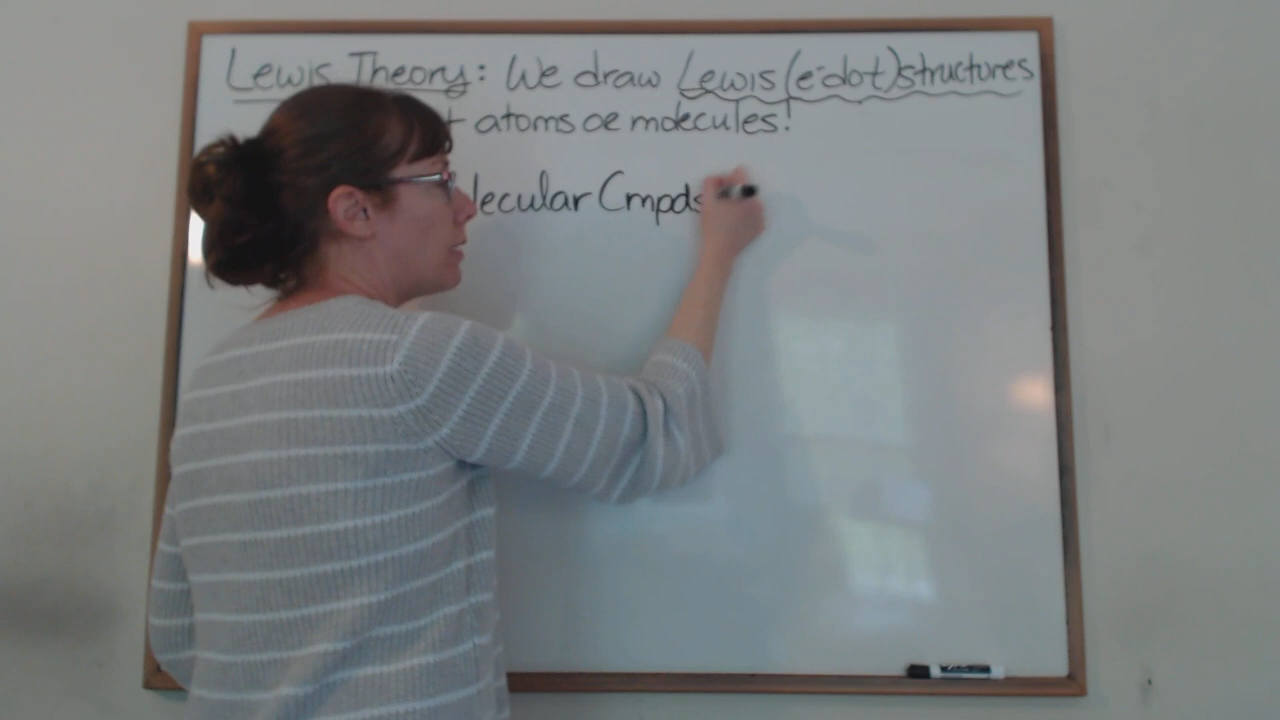 Lewis Theory: We draw Lewis (e⁻dot) structures
atoms or molecules!
lecular Cmpds